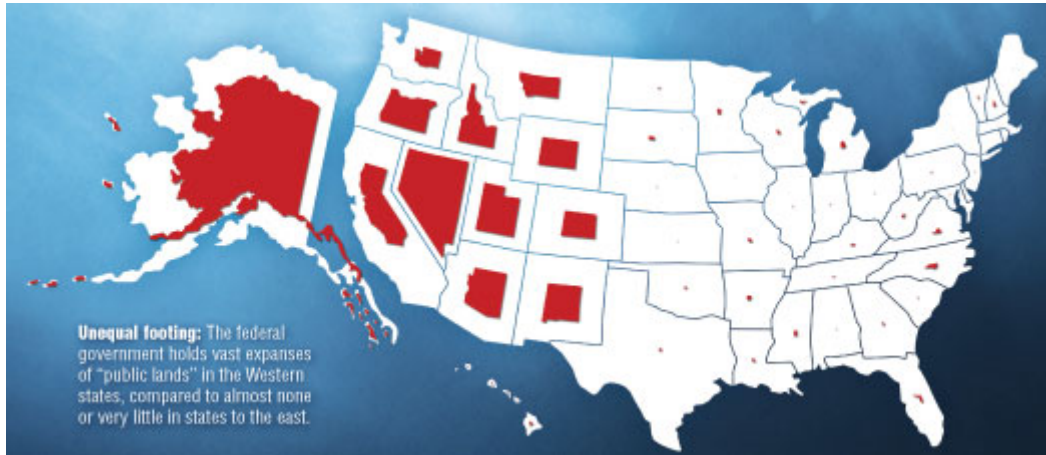 Unequal footing: The federal
government holds vast expanses
of “public lands” in the Western
states, compared to almost none
or very little in states to the east.